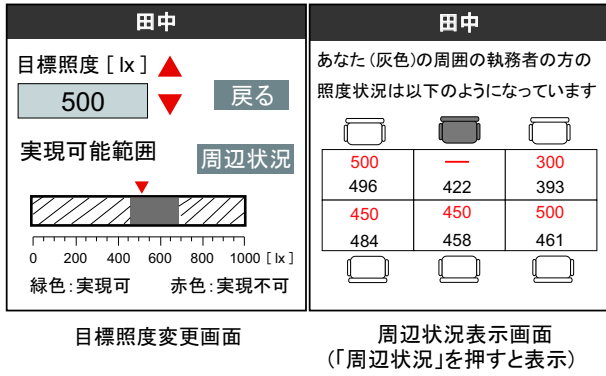 田中
目標照度 [ lx ]
500
戻る
実現可能範囲
周辺状況
0 200 400 600 800 1000 [ lx ]
緑色：実現可 赤色：実現不可
目標照度変更画面
田中
あなた（灰色）の周囲の執務者の方の
照度状況は以下のようになっています
500 — 300
496 422 393
450 450 500
484 458 461
周辺状況表示画面
（「周辺状況」を押すと表示）